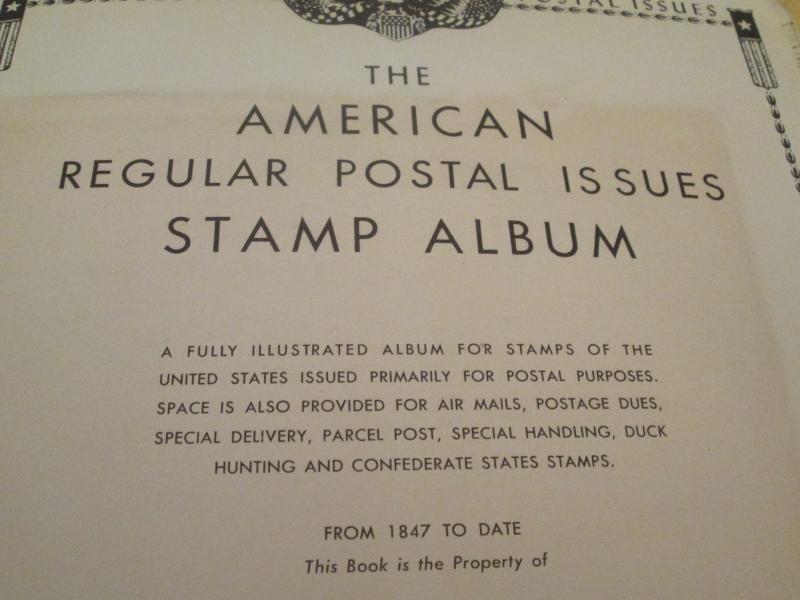 POSTAL ISSUES
THE
AMERICAN
REGULAR POSTAL ISSUES
STAMP ALBUM
A FULLY ILLUSTRATED ALBUM FOR STAMPS OF THE
UNITED STATES ISSUED PRIMARILY FOR POSTAL PURPOSES.
SPACE IS ALSO PROVIDED FOR AIR MAILS, POSTAGE DUES,
SPECIAL DELIVERY, PARCEL POST, SPECIAL HANDLING, DUCK
HUNTING AND CONFEDERATE STATES STAMPS.
FROM 1847 TO DATE
This Book is the Property of